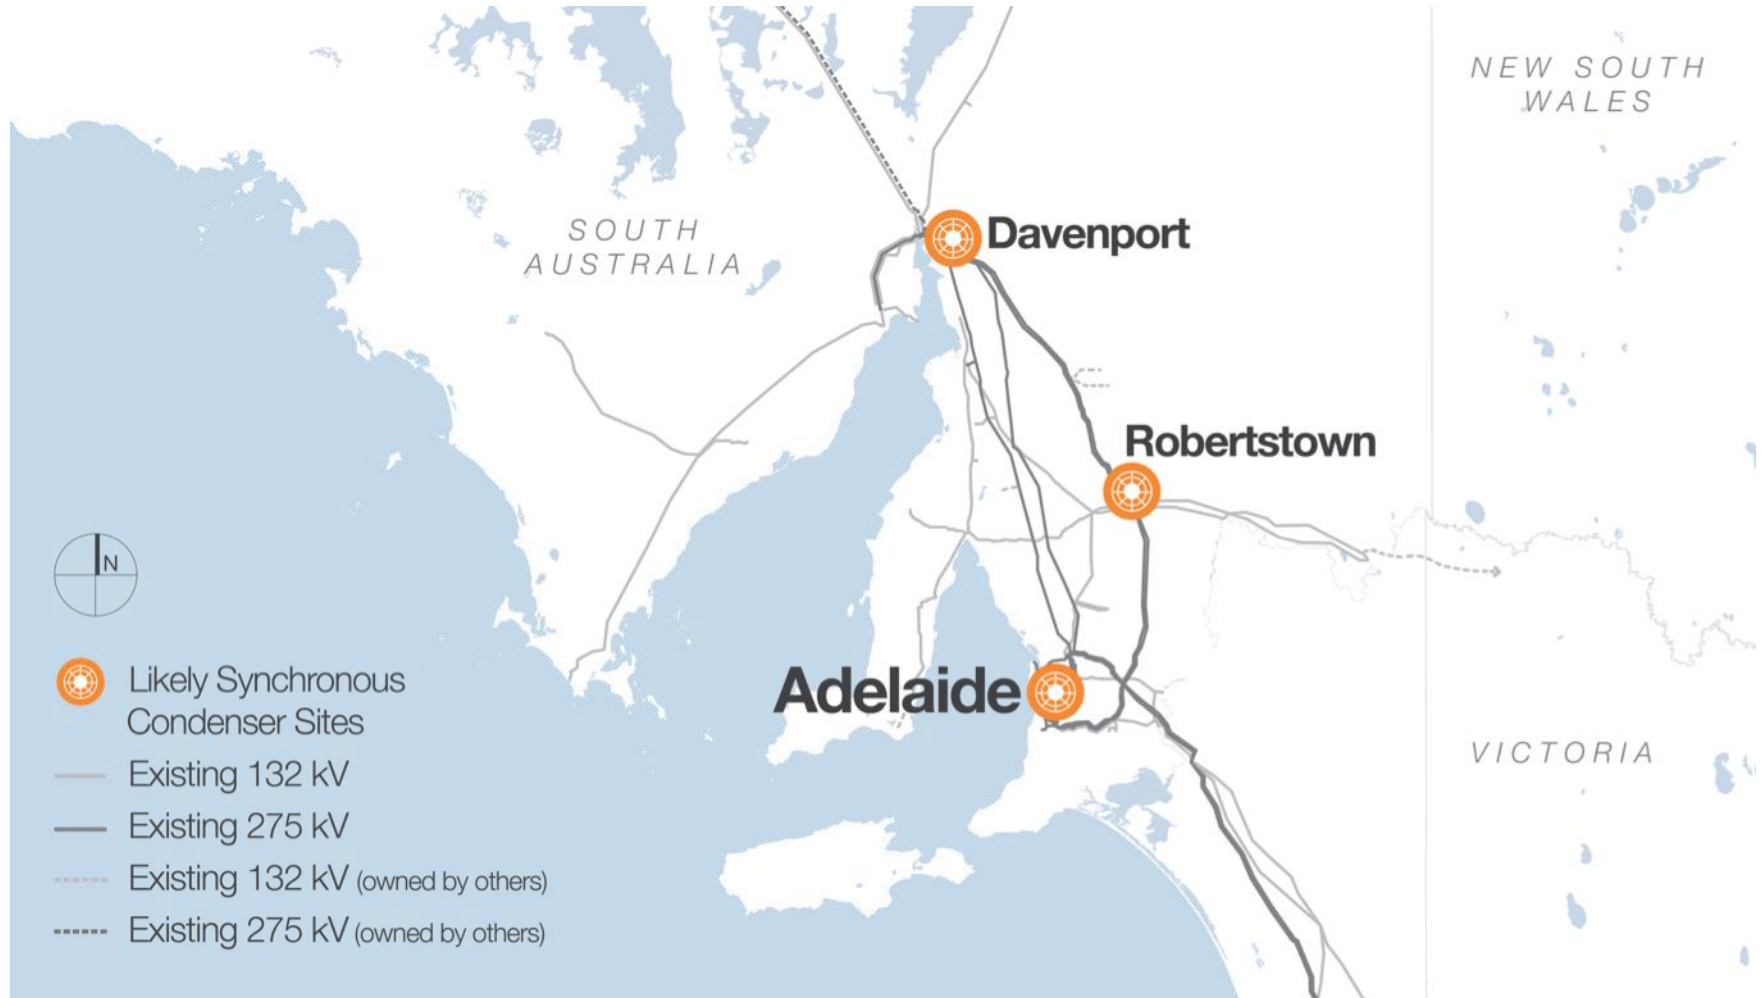 NEW SOUTH
WALES
SOUTH
AUSTRALIA
Davenport
Robertstown
N
Adelaide
VICTORIA
Likely Synchronous
Condenser Sites
Existing 132 kV
Existing 275 kV
Existing 132 kV (owned by others)
Existing 275 kV (owned by others)